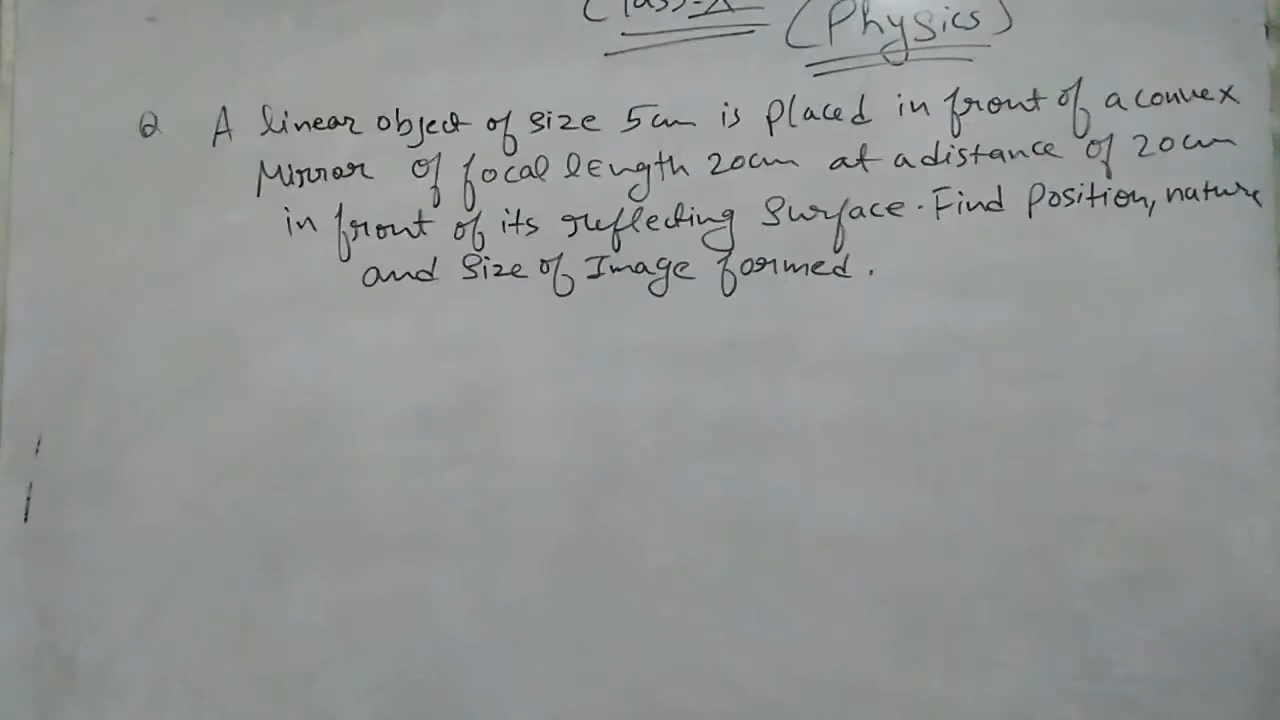 Class-X (Physics)
Q A linear object of size 5cm is placed in front of a convex
Mirror of focal length 20cm at a distance of 20cm
in front of its reflecting Surface. Find Position, nature
and Size of Image formed.